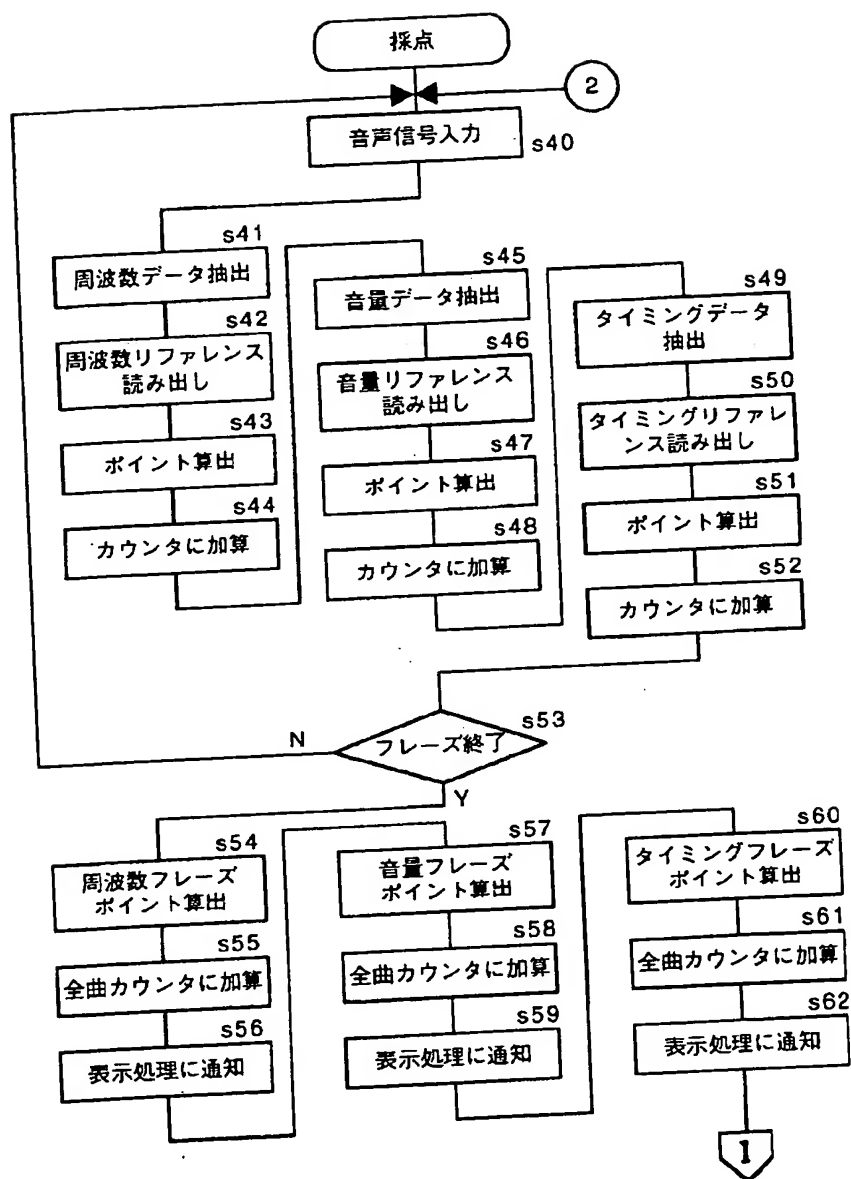 採点
2
音声信号入力
s40
s41
周波数データ抽出
s42
周波数リファレンス
読み出し
s43
ポイント算出
s44
カウンタに加算
s45
音量データ抽出
s46
音量リファレンス
読み出し
s47
ポイント算出
s48
カウンタに加算
s49
タイミングデータ
抽出
s50
タイミングリファレ
ンス読み出し
s51
ポイント算出
s52
カウンタに加算
s53
フレーズ終了
N
Y
s54
周波数フレーズ
ポイント算出
s55
全曲カウンタに加算
s56
表示処理に通知
s57
音量フレーズ
ポイント算出
s58
全曲カウンタに加算
s59
表示処理に通知
s60
タイミングフレーズ
ポイント算出
s61
全曲カウンタに加算
s62
表示処理に通知
1